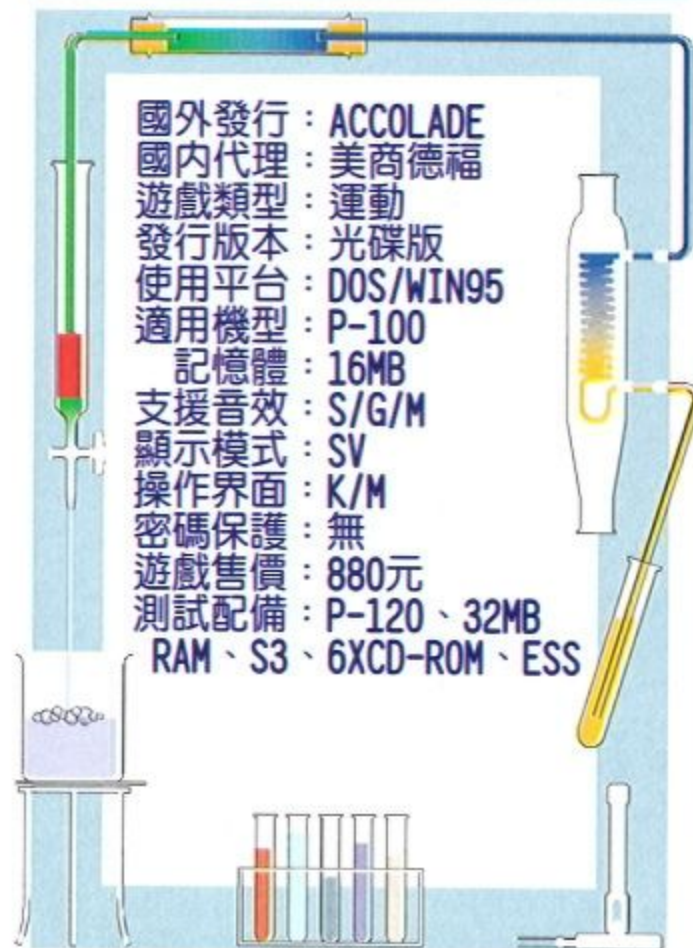 國外發行：ACCOLADE
國內代理：美商德福
遊戲類型：運動
發行版本：光碟版
使用平台：DOS/WIN95
適用機型：P-100
記憶體：16MB
支援音效：S/G/M
顯示模式：SV
操作界面：K/M
密碼保護：無
遊戲售價：880元
測試配備：P-120、32MB
RAM、S3、6XCD-ROM、ESS